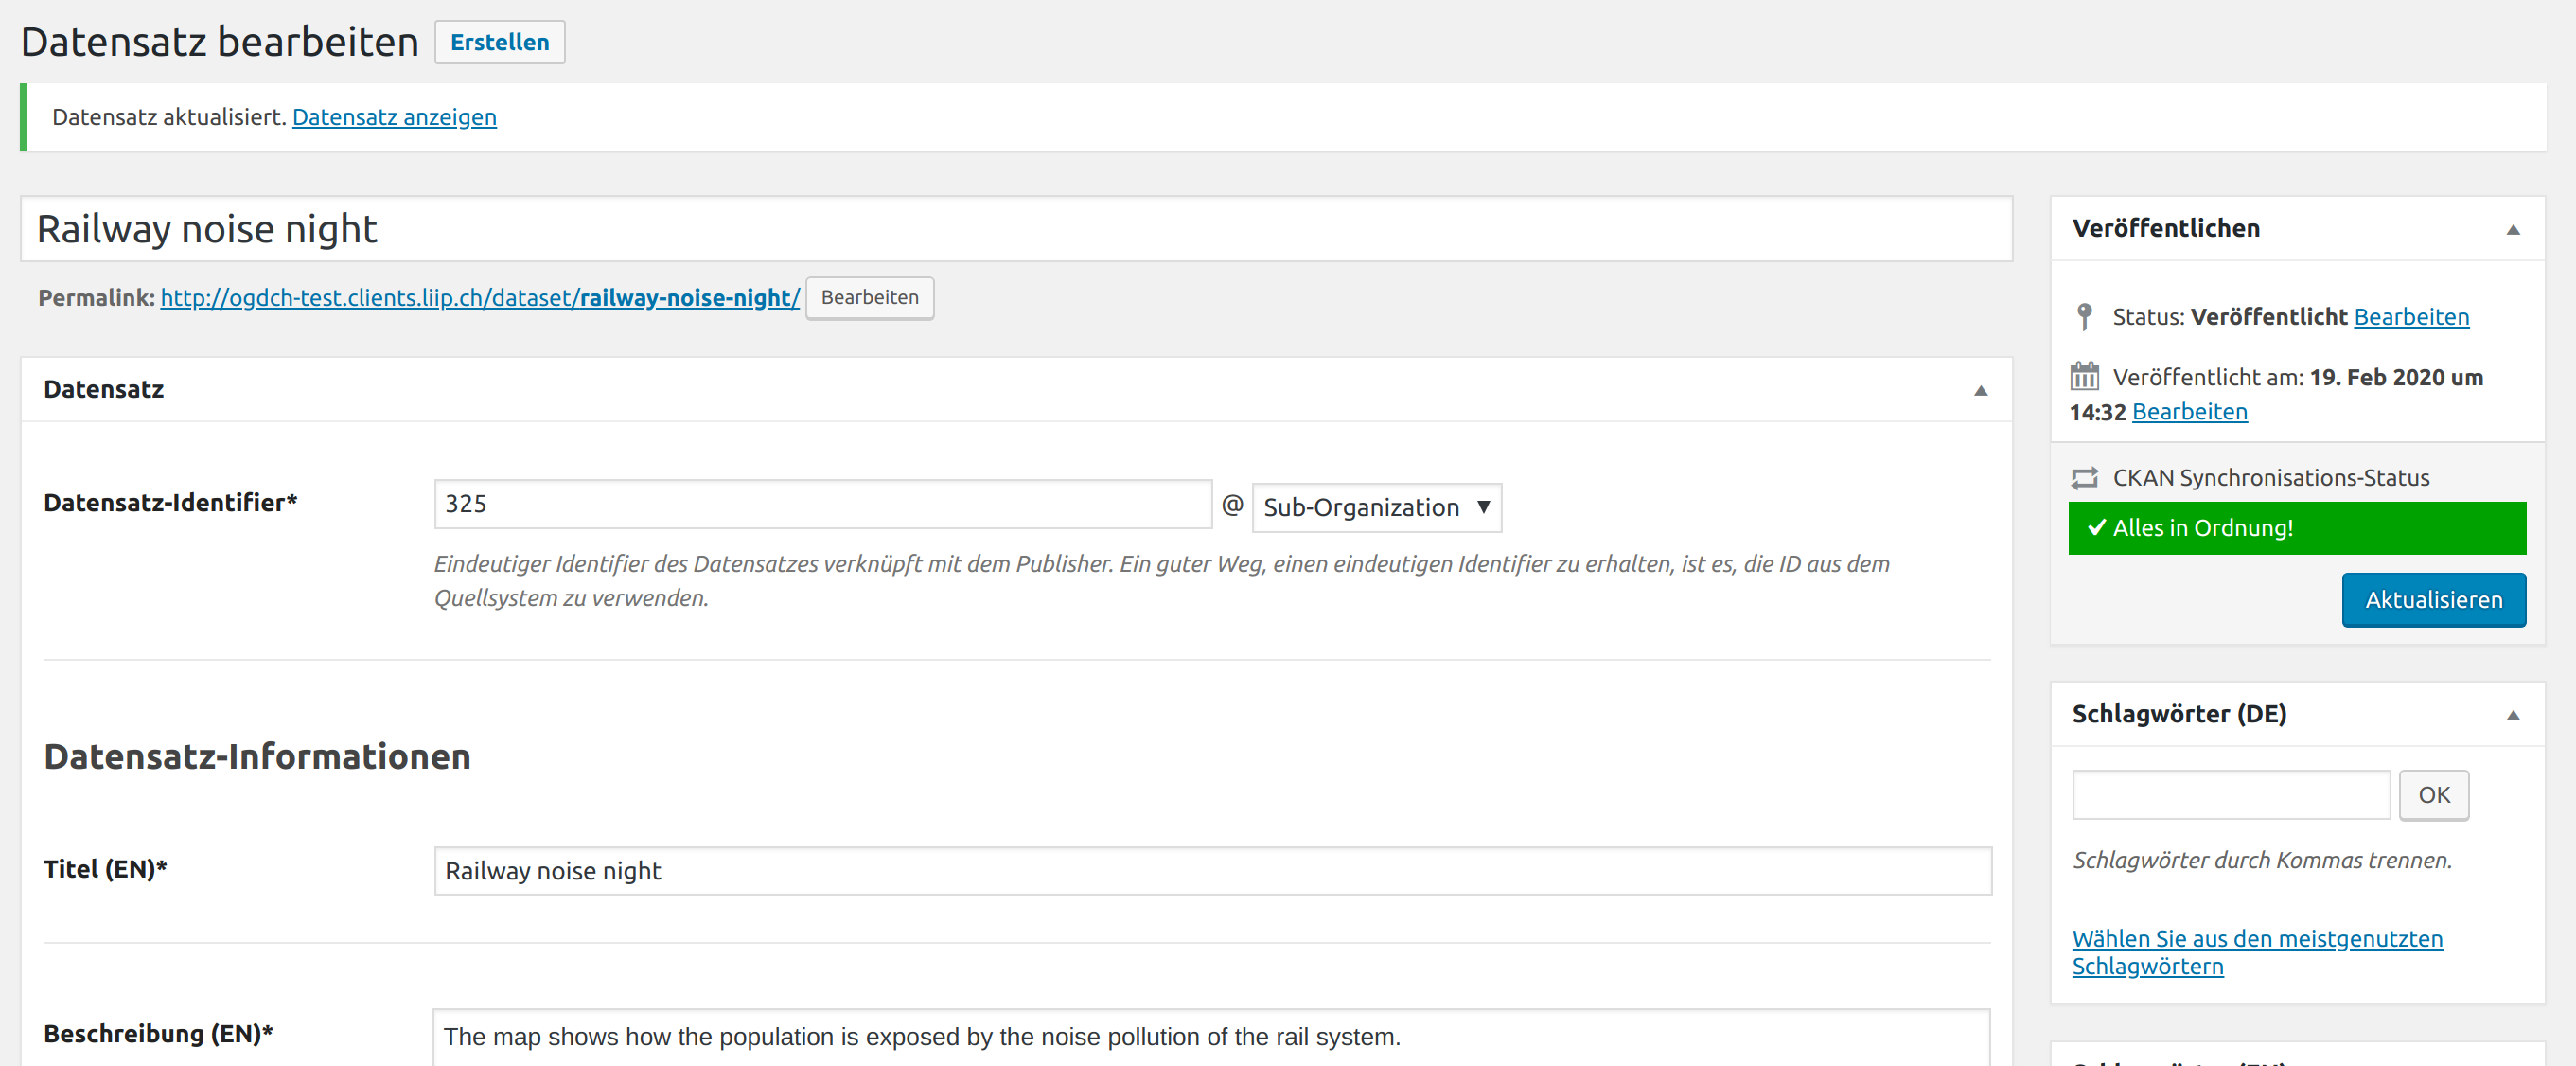 Datensatz bearbeiten Erstellen
Datensatz aktualisiert. Datensatz anzeigen
Railway noise night
Permalink: http://ogdch-test.clients.liip.ch/dataset/railway-noise-night/ Bearbeiten
Datensatz
Datensatz-Identifier* 325 @ Sub-Organization
Eindeutiger Identifier des Datensatzes verknüpft mit dem Publisher. Ein guter Weg, einen eindeutigen Identifier zu erhalten, ist es, die ID aus dem
Quellsystem zu verwenden.
Datensatz-Informationen
Titel (EN)* Railway noise night
Beschreibung (EN)* The map shows how the population is exposed by the noise pollution of the rail system.
Veröffentlichen
Status: Veröffentlicht Bearbeiten
Veröffentlicht am: 19. Feb 2020 um
14:32 Bearbeiten
CKAN Synchronisations-Status
Alles in Ordnung!
Aktualisieren
Schlagwörter (DE)
OK
Schlagwörter durch Kommas trennen.
Wählen Sie aus den meistgenutzten
Schlagwörtern